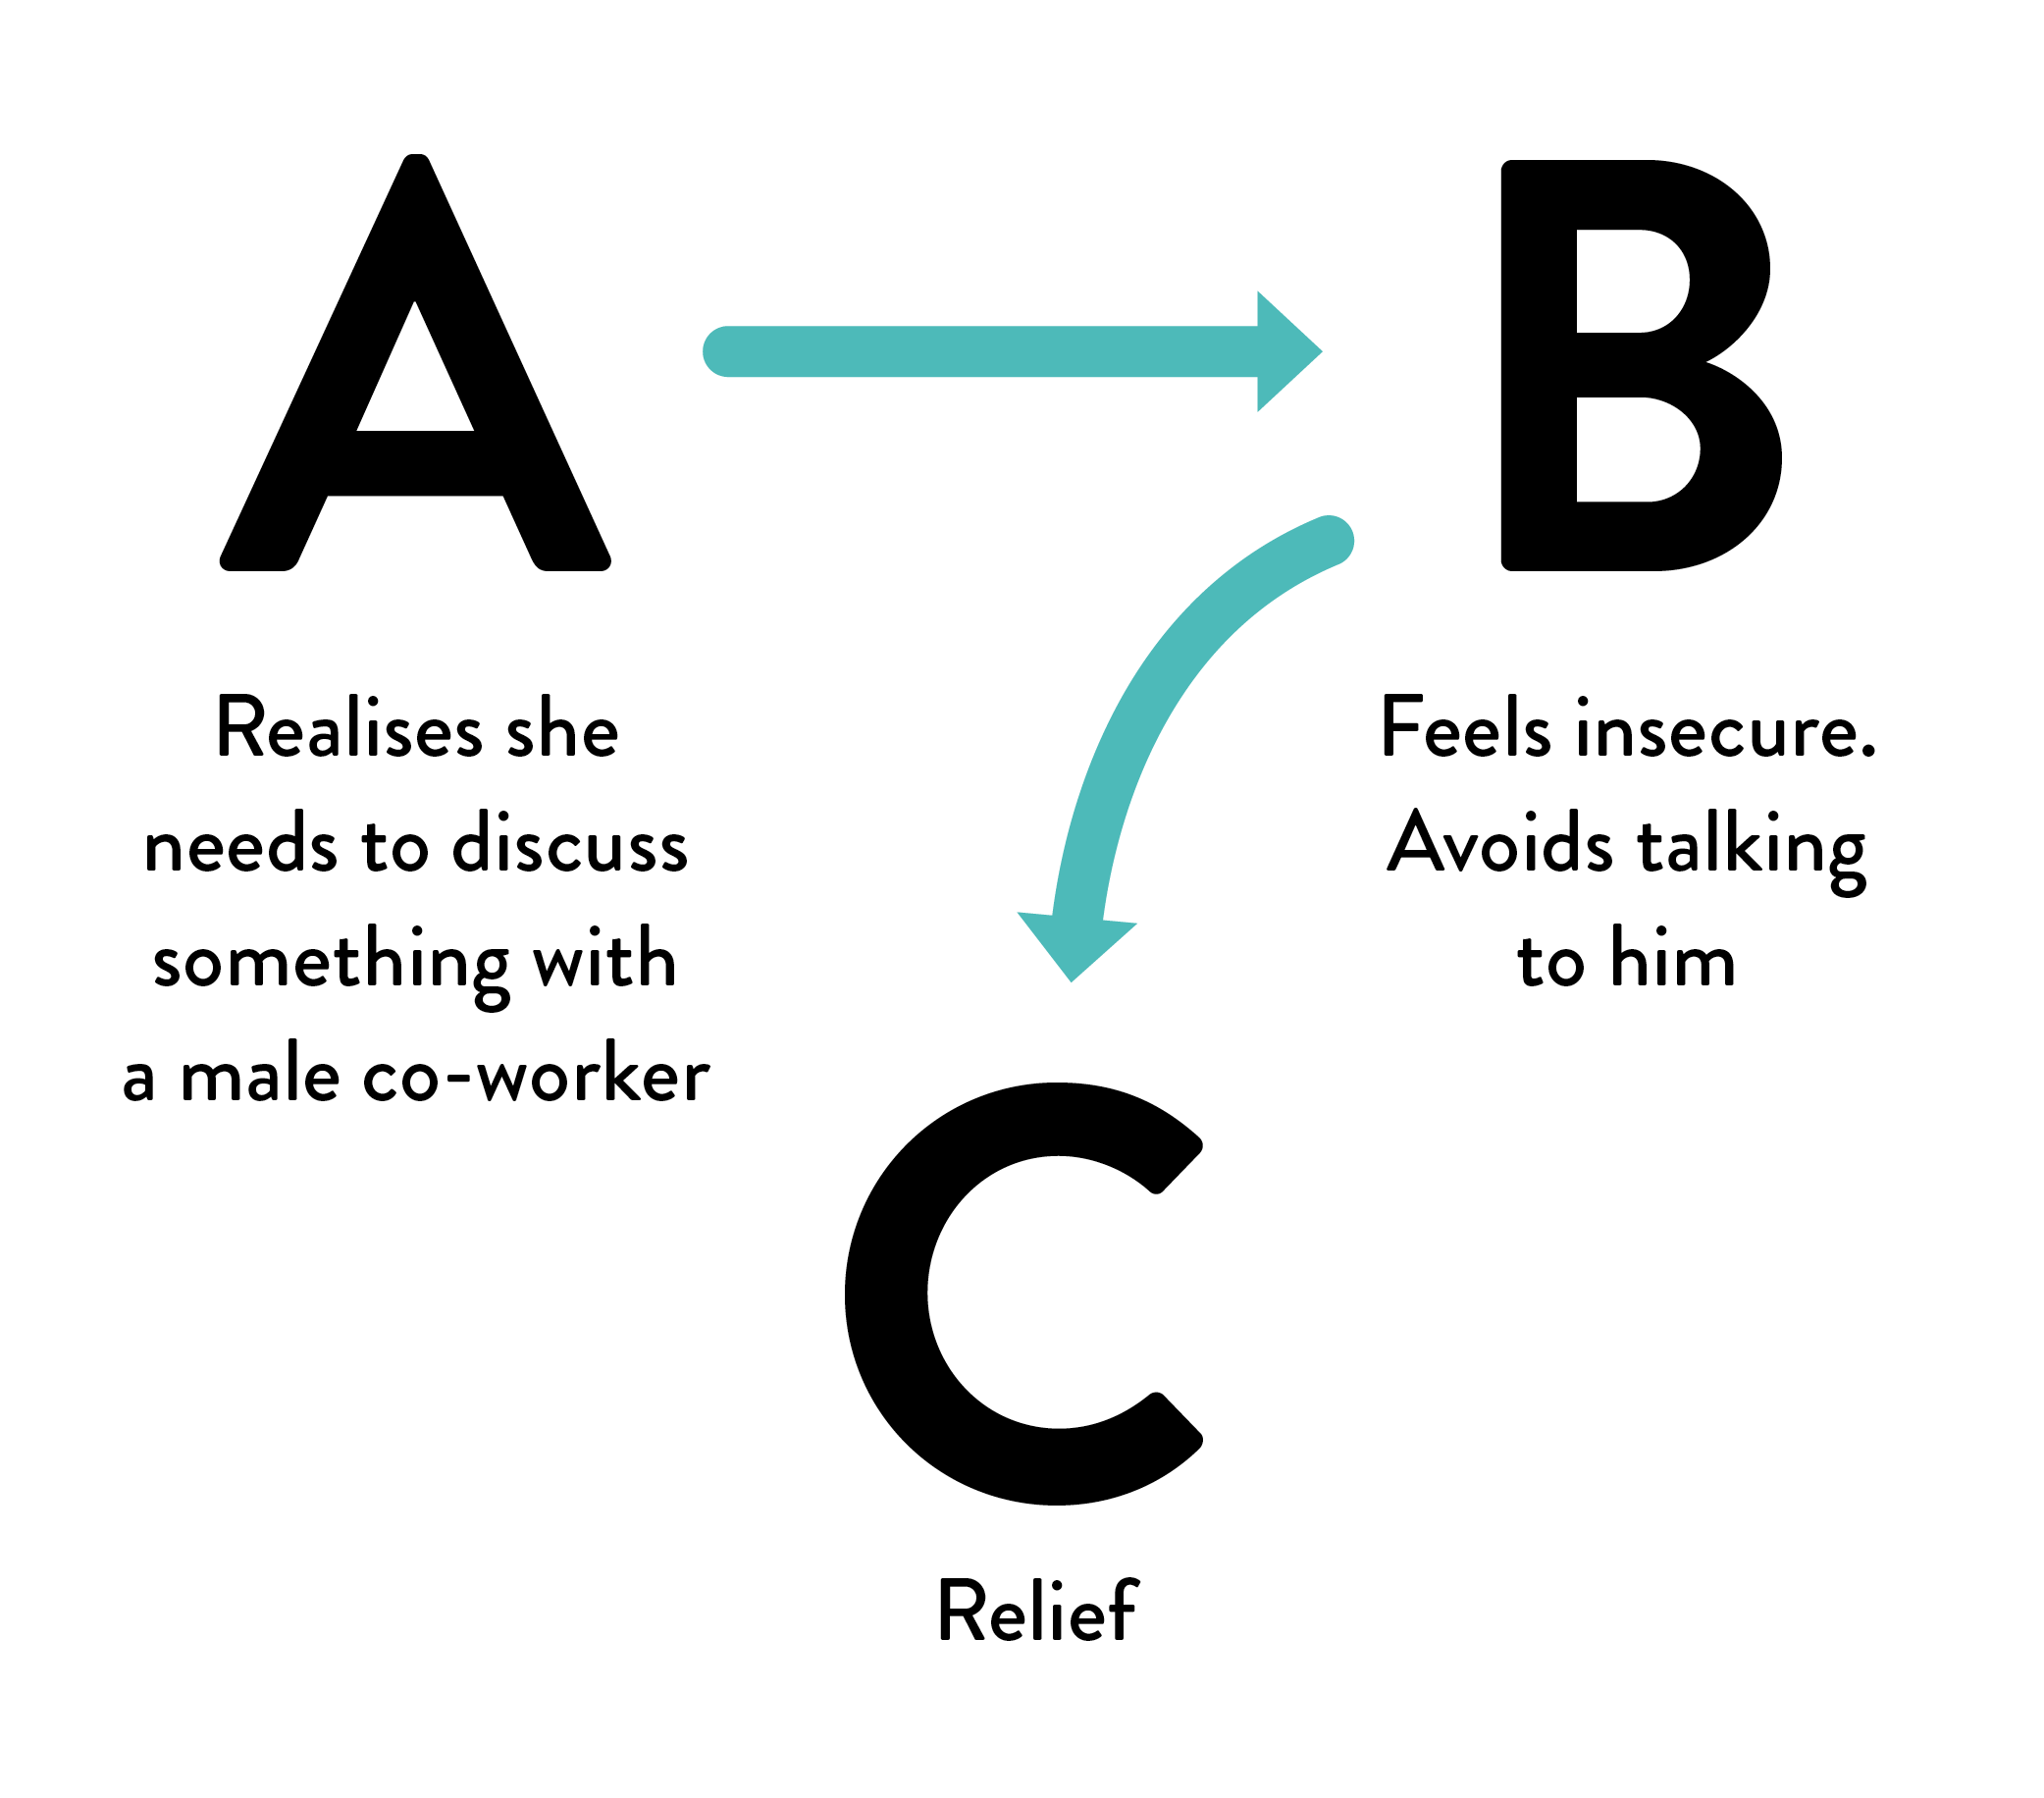 A
Realises she
needs to discuss
something with
a male co-worker
B
Feels insecure.
Avoids talking
to him
C
Relief